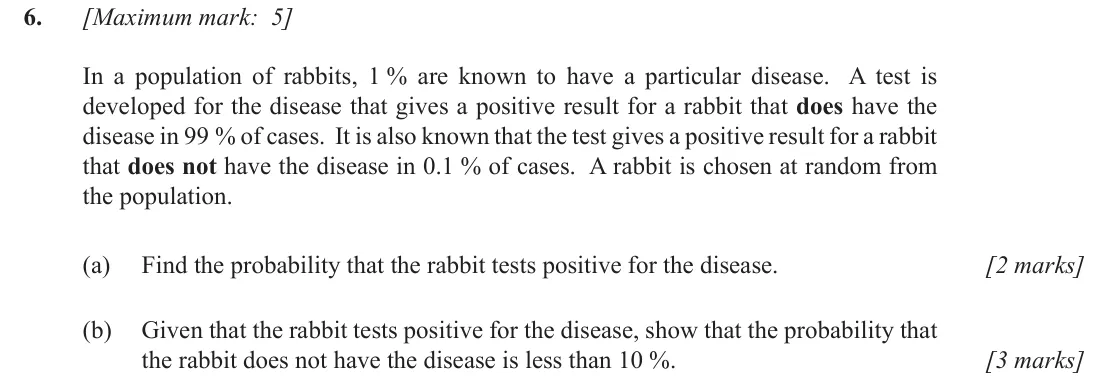 6. [Maximum mark: 5]
In a population of rabbits, 1 % are known to have a particular disease. A test is
developed for the disease that gives a positive result for a rabbit that does have the
disease in 99 % of cases. It is also known that the test gives a positive result for a rabbit
that does not have the disease in 0.1 % of cases. A rabbit is chosen at random from
the population.
(a) Find the probability that the rabbit tests positive for the disease. [2 marks]
(b) Given that the rabbit tests positive for the disease, show that the probability that
the rabbit does not have the disease is less than 10 %. [3 marks]